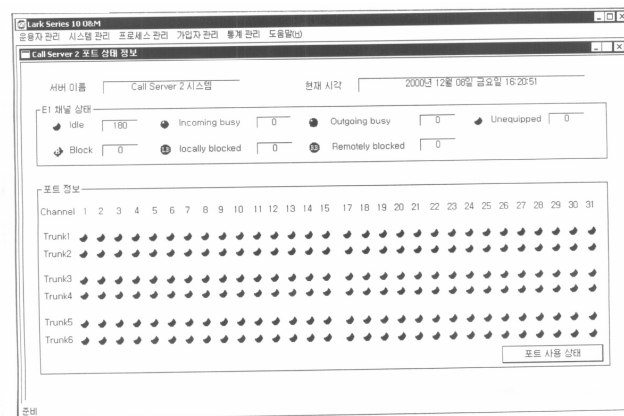 Lark Series 10 O&M
운용자 관리 시스템 관리 프로세스 관리 가입자 관리 통계 관리 도움말(H)
Call Server 2 포트 상태 정보
서버 이름 Call Server 2 시스템 현재 시각 2000년 12월 08일 금요일 16:20:51
E1 채널 상태
Idle 180 Incoming busy 0 Outgoing busy 0 Unequipped 0
Block 0 locally blocked 0 Remotely blocked 0
포트 정보
Channel 1 2 3 4 5 6 7 8 9 10 11 12 13 14 15 17 18 19 20 21 22 23 24 25 26 27 28 29 30 31
Trunk1
Trunk2
Trunk3
Trunk4
Trunk5
Trunk6
포트 사용 상태
준비